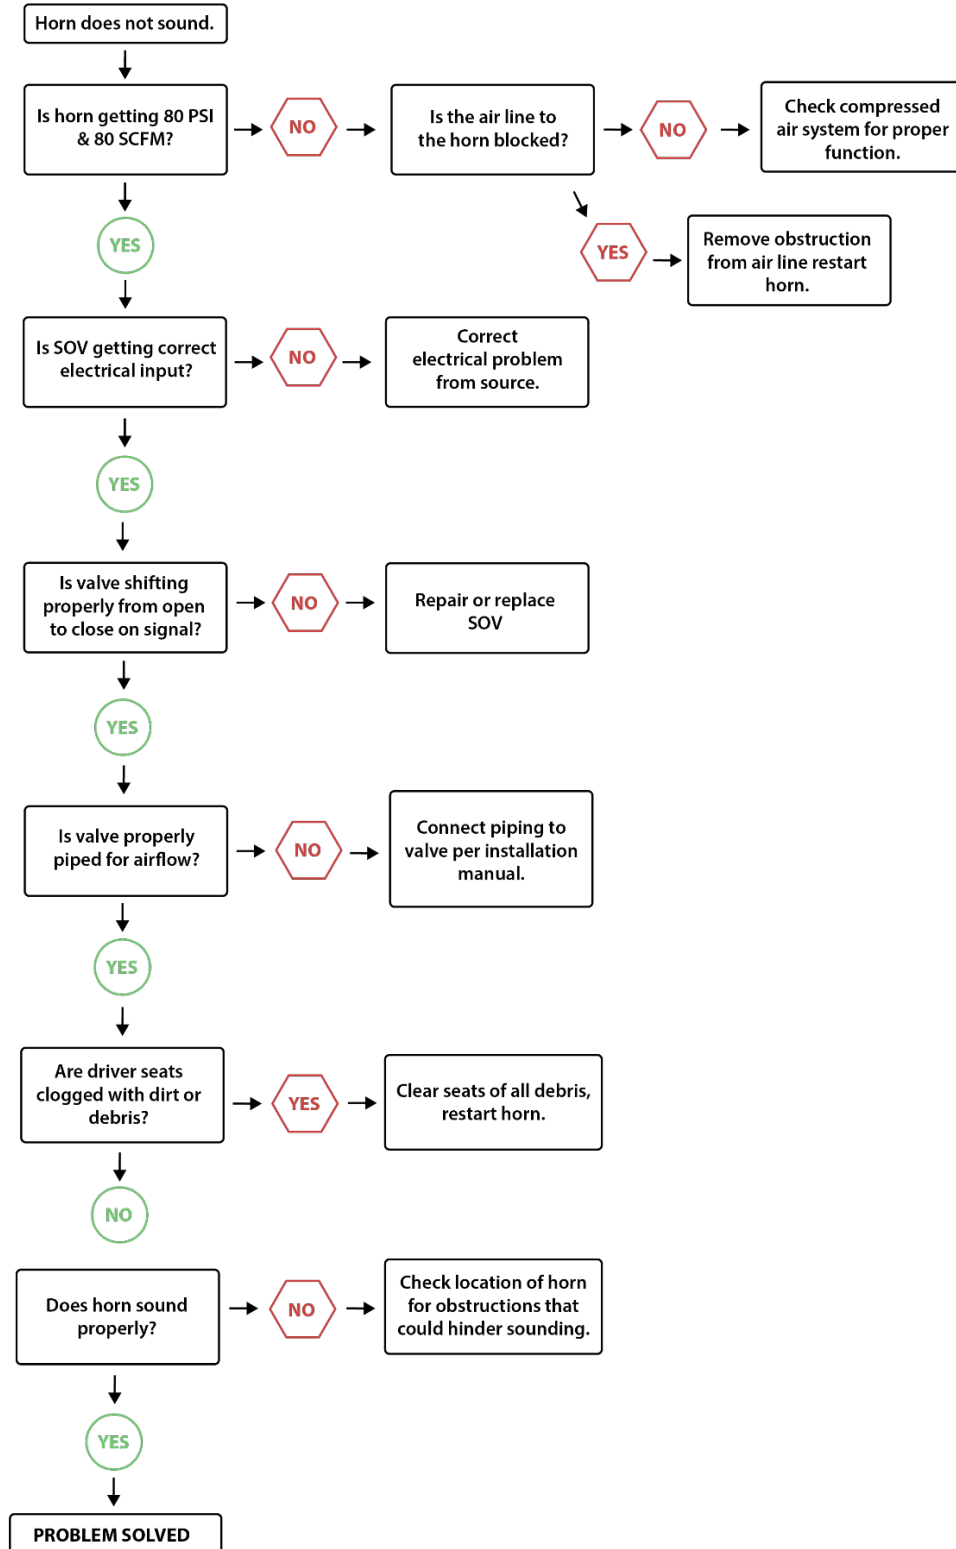 Horn does not sound.
Is horn getting 80 PSI
& 80 SCFM?
NO
Is the air line to
the horn blocked?
NO
Check compressed
air system for proper
function.
YES
YES
Remove obstruction
from air line restart
horn.
Is SOV getting correct
electrical input?
NO
Correct
electrical problem
from source.
YES
Is valve shifting
properly from open
to close on signal?
NO
Repair or replace
SOV
YES
Is valve properly
piped for airflow?
NO
Connect piping to
valve per installation
manual.
YES
Are driver seats
clogged with dirt or
debris?
YES
Clear seats of all debris,
restart horn.
NO
Does horn sound
properly?
NO
Check location of horn
for obstructions that
could hinder sounding.
YES
PROBLEM SOLVED